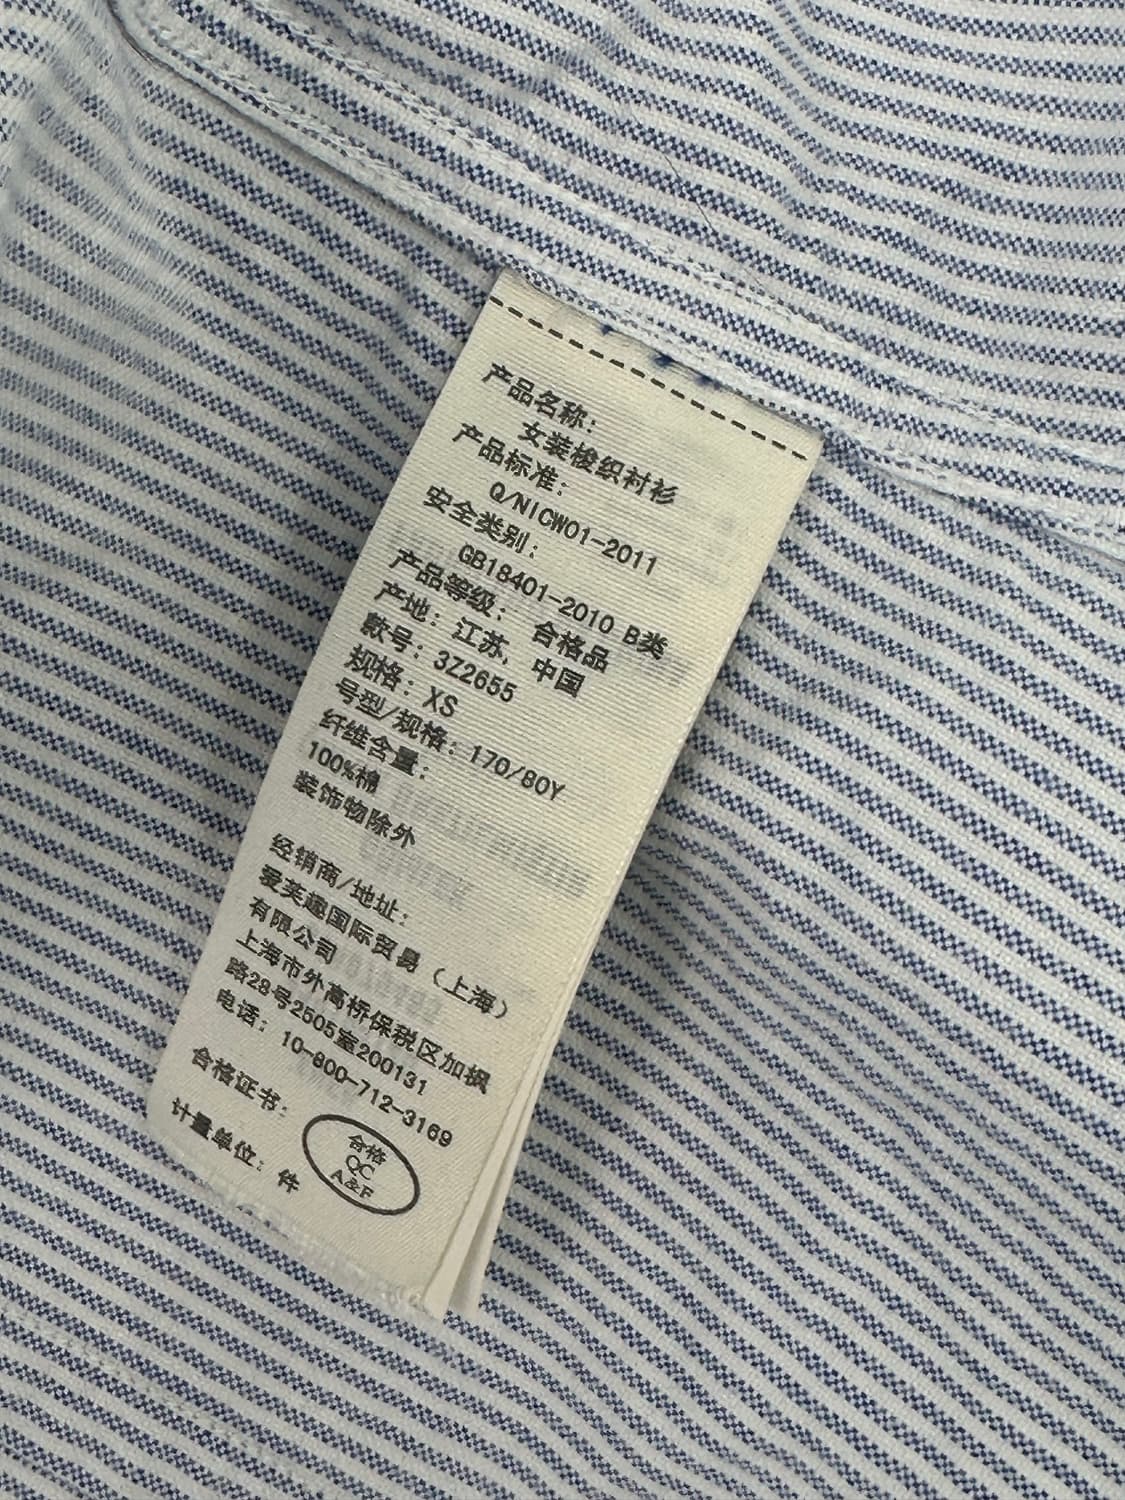 产品名称：
女装梭织衬衫
产品标准：
Q/NICW01-2011
安全类别：
GB18401-2010 B类
产品等级： 合格品
产地： 江苏, 中国
款号： 3Z2655
规格： XS
号型/规格： 170/80Y
纤维含量：
100%棉
装饰物除外
经销商/地址：
爱芙趣国际贸易（上海）
有限公司
上海市外高桥保税区加枫
路28号2505室200131
电话： 10-800-712-3169
合格证书：
合格
QC
A&F
计量单位： 件